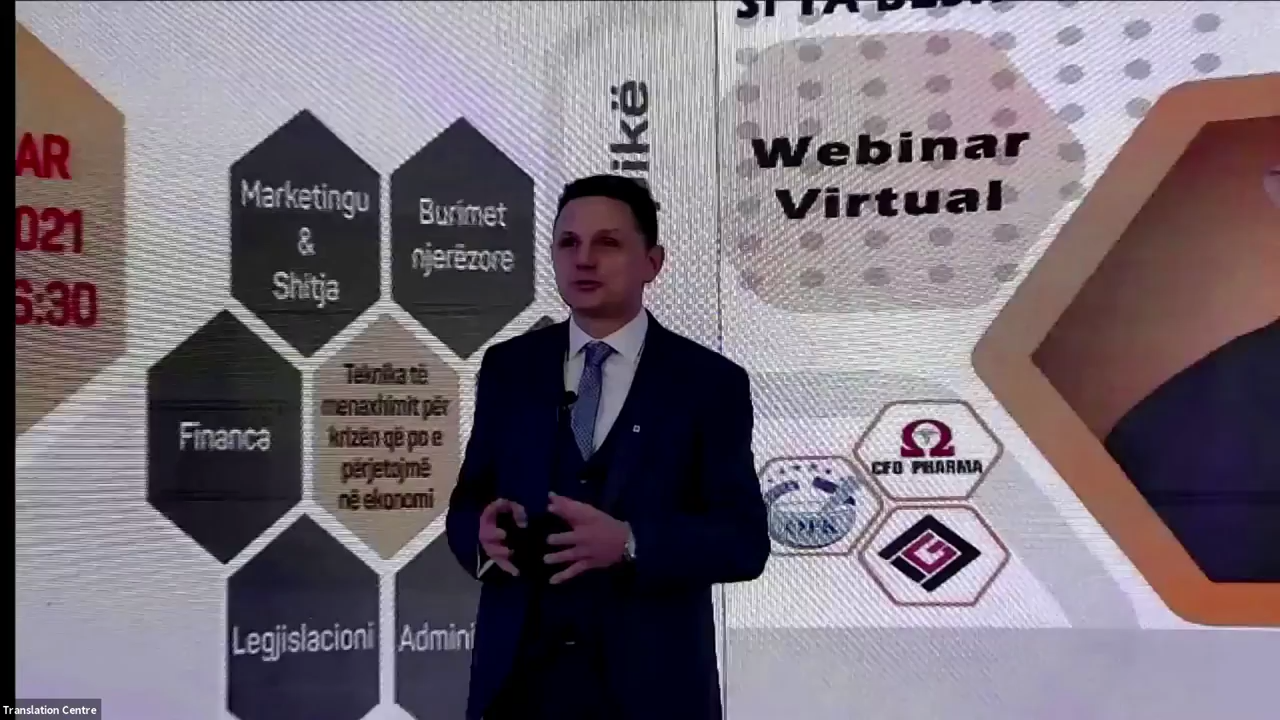 AR
021
6:30
Marketingu
&
Shitja
Burimet
njerëzore
Financa
Teknika të
menaxhimit për
krizën që po e
përjetojmë
në ekonomi
Legjislacioni
Admini
ikë
Webinar
Virtual
CFO PHARMA
Translation Centre